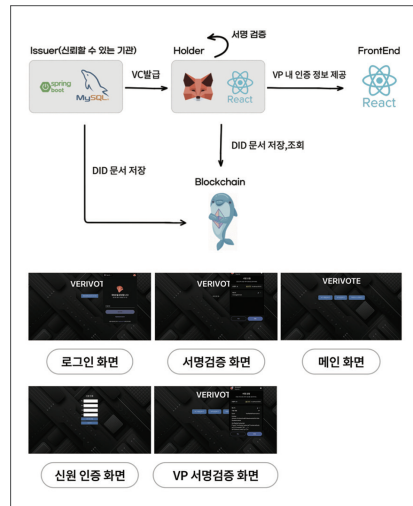 서명 검증
Issuer(신뢰할 수 있는 기관)
Holder
FrontEnd
spring
boot
MySQL
VC발급
React
VP 내 인증 정보 제공
React
DID 문서 저장
DID 문서 저장,조회
Blockchain
VERIVOTE
VERIVOT
VERIVOTE
로그인 화면
서명검증 화면
메인 화면
VERIVOT
신원 인증 화면
VP 서명검증 화면